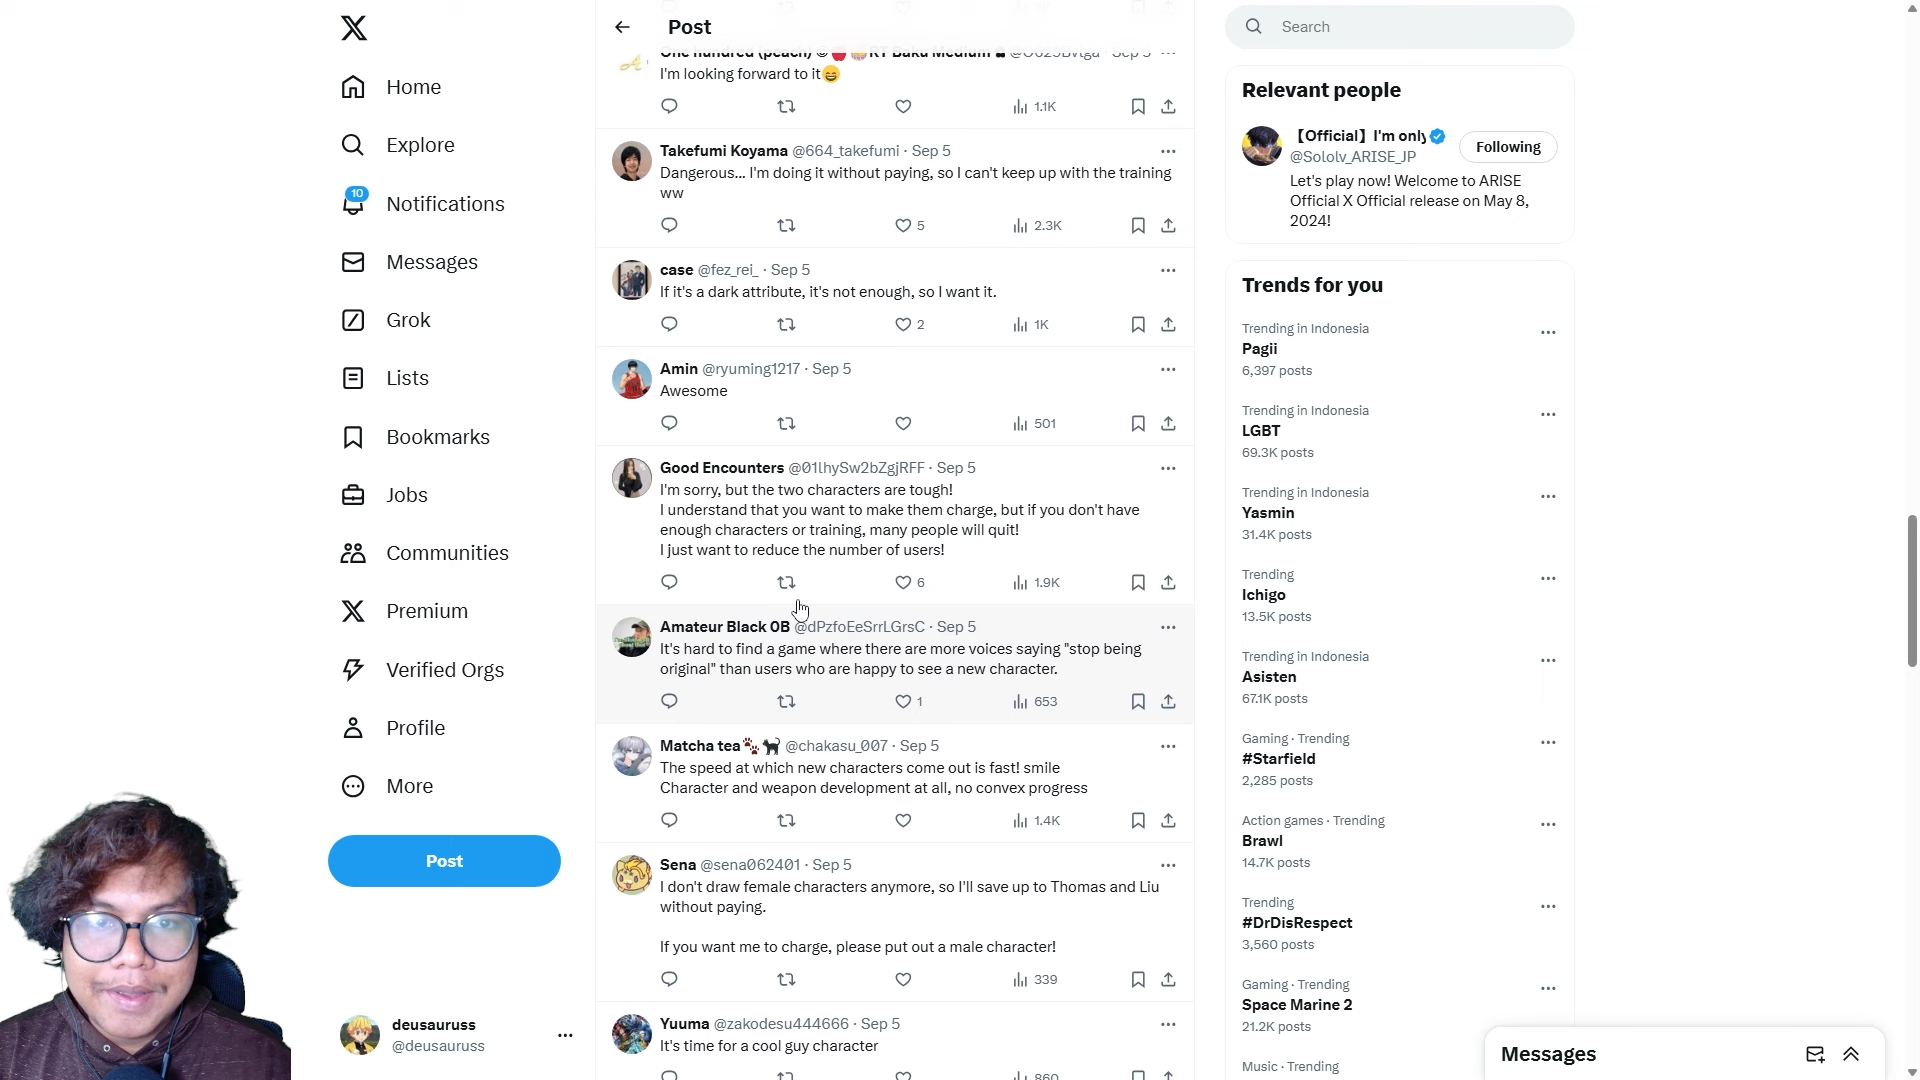 Home
Explore
10
Notifications
Messages
Grok
Lists
Bookmarks
Jobs
Communities
Premium
Verified Orgs
Profile
More
Post
deusauruss
@deusauruss
Post
One hundred (peach) RT Baku Medium · Sep 5
I'm looking forward to it😄
1.1K
Takefumi Koyama @664_takefumi · Sep 5
Dangerous... I'm doing it without paying, so I can't keep up with the training
ww
5 2.3K
case @fez_rei_ · Sep 5
If it's a dark attribute, it's not enough, so I want it.
2 1K
Amin @ryuming1217 · Sep 5
Awesome
501
Good Encounters @01lhySw2bZgjRFF · Sep 5
I'm sorry, but the two characters are tough!
I understand that you want to make them charge, but if you don't have
enough characters or training, many people will quit!
I just want to reduce the number of users!
6 1.9K
Amateur Black 0B @dPzfoEeSrrLGrsC · Sep 5
It's hard to find a game where there are more voices saying "stop being
original" than users who are happy to see a new character.
1 653
Matcha tea🐾🐈‍⬛ @chakasu_007 · Sep 5
The speed at which new characters come out is fast! smile
Character and weapon development at all, no convex progress
1.4K
Sena @sena062401 · Sep 5
I don't draw female characters anymore, so I'll save up to Thomas and Liu
without paying.
If you want me to charge, please put out a male character!
339
Yuuma @zakodesu444666 · Sep 5
It's time for a cool guy character
860
Search
Relevant people
【Official】I'm only
@Sololv_ARISE_JP
Following
Let's play now! Welcome to ARISE
Official X Official release on May 8,
2024!
Trends for you
Trending in Indonesia
Pagii
6,397 posts
Trending in Indonesia
LGBT
69.3K posts
Trending in Indonesia
Yasmin
31.4K posts
Trending
Ichigo
13.5K posts
Trending in Indonesia
Asisten
67.1K posts
Gaming · Trending
#Starfield
2,285 posts
Action games · Trending
Brawl
14.7K posts
Trending
#DrDisRespect
3,560 posts
Gaming · Trending
Space Marine 2
21.2K posts
Music · Trending
Messages